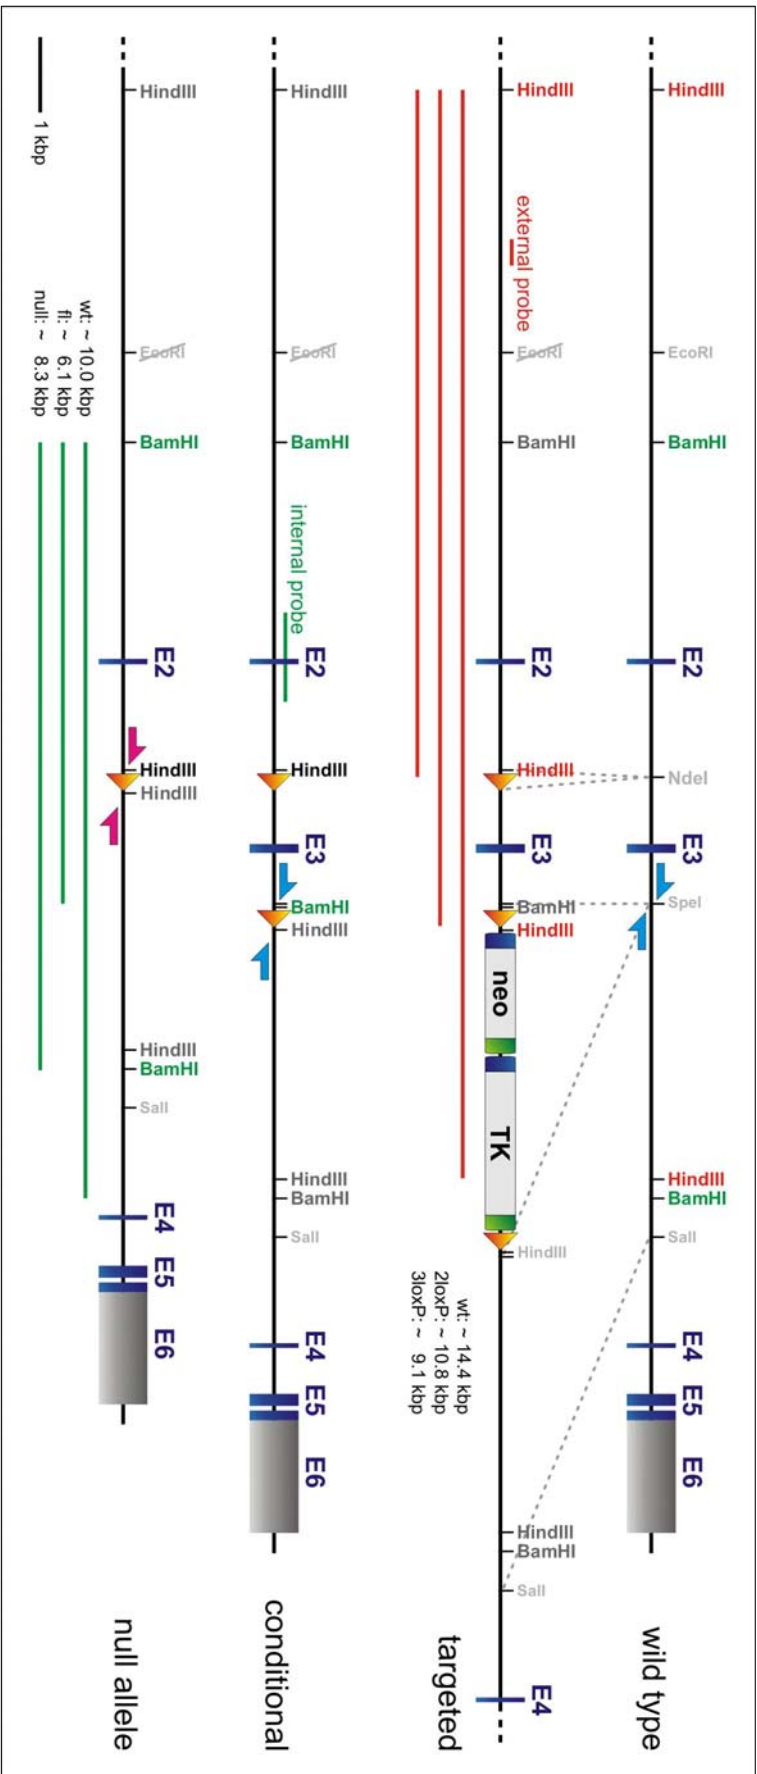 wild type
HindIII
EcoRI
BamHI
E2
NdeI
E3
SpeI
HindIII
BamHI
SalI
E4
E5
E6
targeted
HindIII
external probe
EcoRI
BamHI
E2
HindIII
E3
BamHI
HindIII
neo
TK
HindIII
HindIII
BamHI
SalI
E4
wt: ~ 14.4 kbp
2loxP: ~ 10.8 kbp
3loxP: ~ 9.1 kbp
conditional
HindIII
EcoRI
BamHI
internal probe
E2
HindIII
E3
BamHI
HindIII
HindIII
BamHI
SalI
E4
E5
E6
null allele
HindIII
EcoRI
BamHI
E2
HindIII
HindIII
HindIII
BamHI
SalI
E4
E5
E6
wt: ~ 10.0 kbp
fl: ~ 6.1 kbp
null: ~ 8.3 kbp
1 kbp